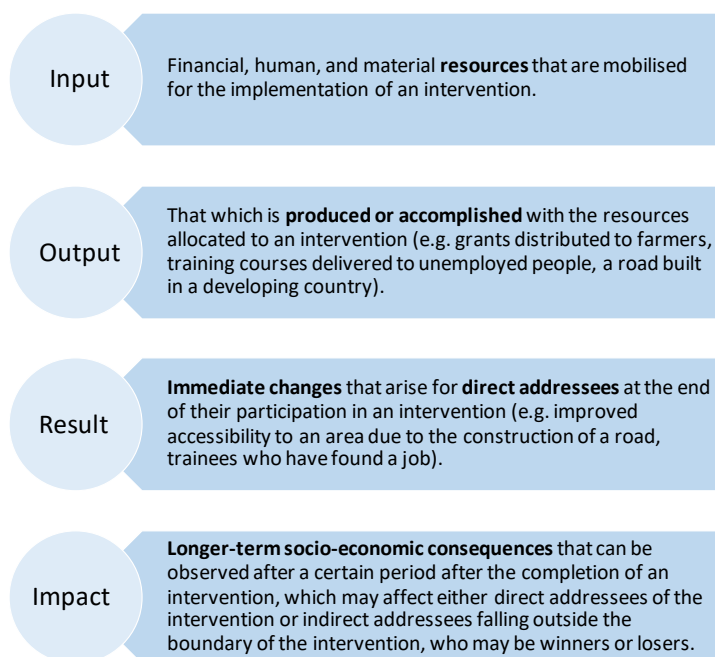 Input
Financial, human, and material resources that are mobilised
for the implementation of an intervention.
Output
That which is produced or accomplished with the resources
allocated to an intervention (e.g. grants distributed to farmers,
training courses delivered to unemployed people, a road built
in a developing country).
Result
Immediate changes that arise for direct addressees at the end
of their participation in an intervention (e.g. improved
accessibility to an area due to the construction of a road,
trainees who have found a job).
Impact
Longer-term socio-economic consequences that can be
observed after a certain period after the completion of an
intervention, which may affect either direct addressees of the
intervention or indirect addressees falling outside the
boundary of the intervention, who may be winners or losers.